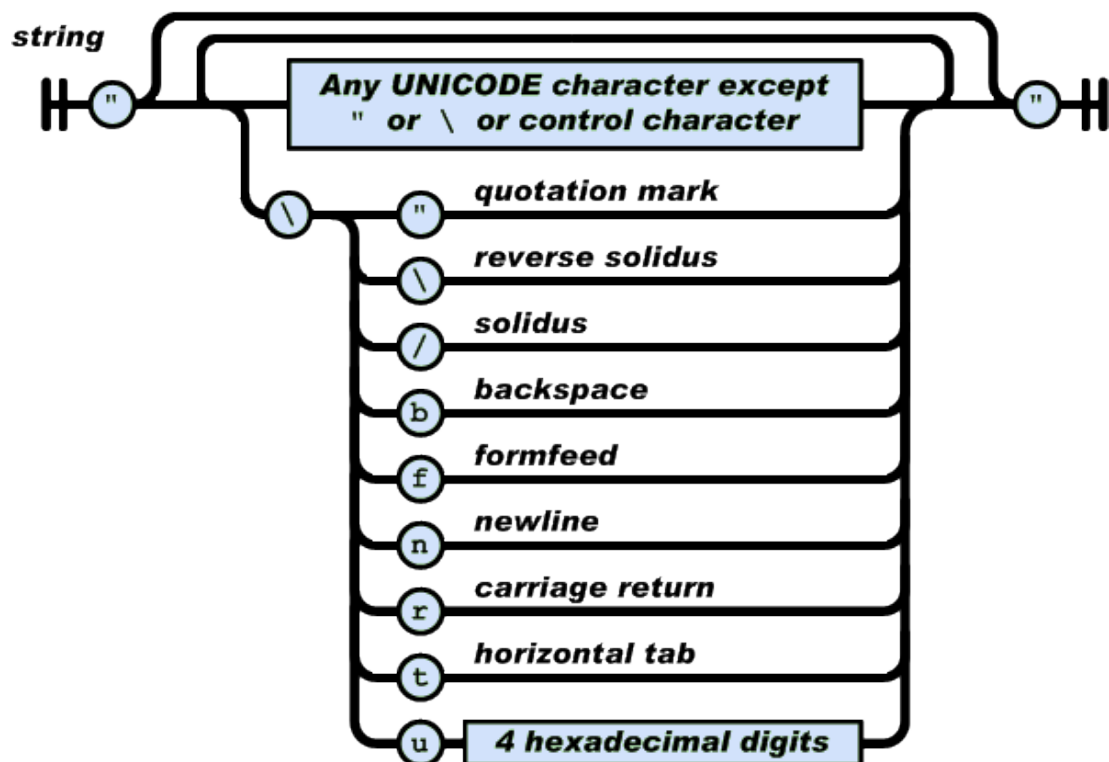 string
" Any UNICODE character except "
" or \ or control character
\ " quotation mark
\ reverse solidus
/ solidus
b backspace
f formfeed
n newline
r carriage return
t horizontal tab
u 4 hexadecimal digits